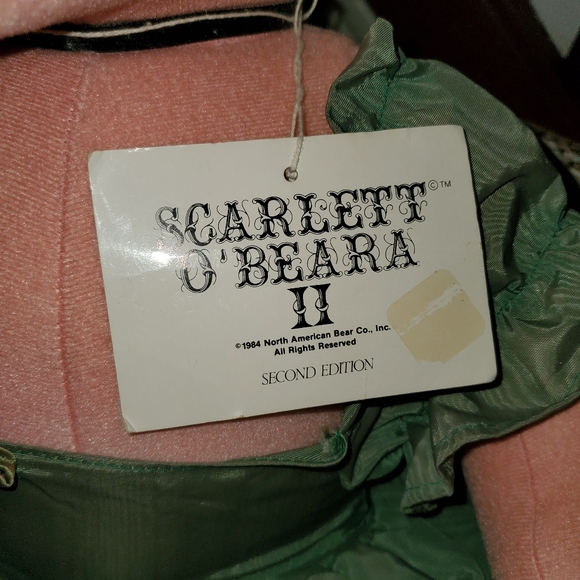 SCARLETT ©™
O'BEARA
II
©1984 North American Bear Co., Inc.
All Rights Reserved
SECOND EDITION